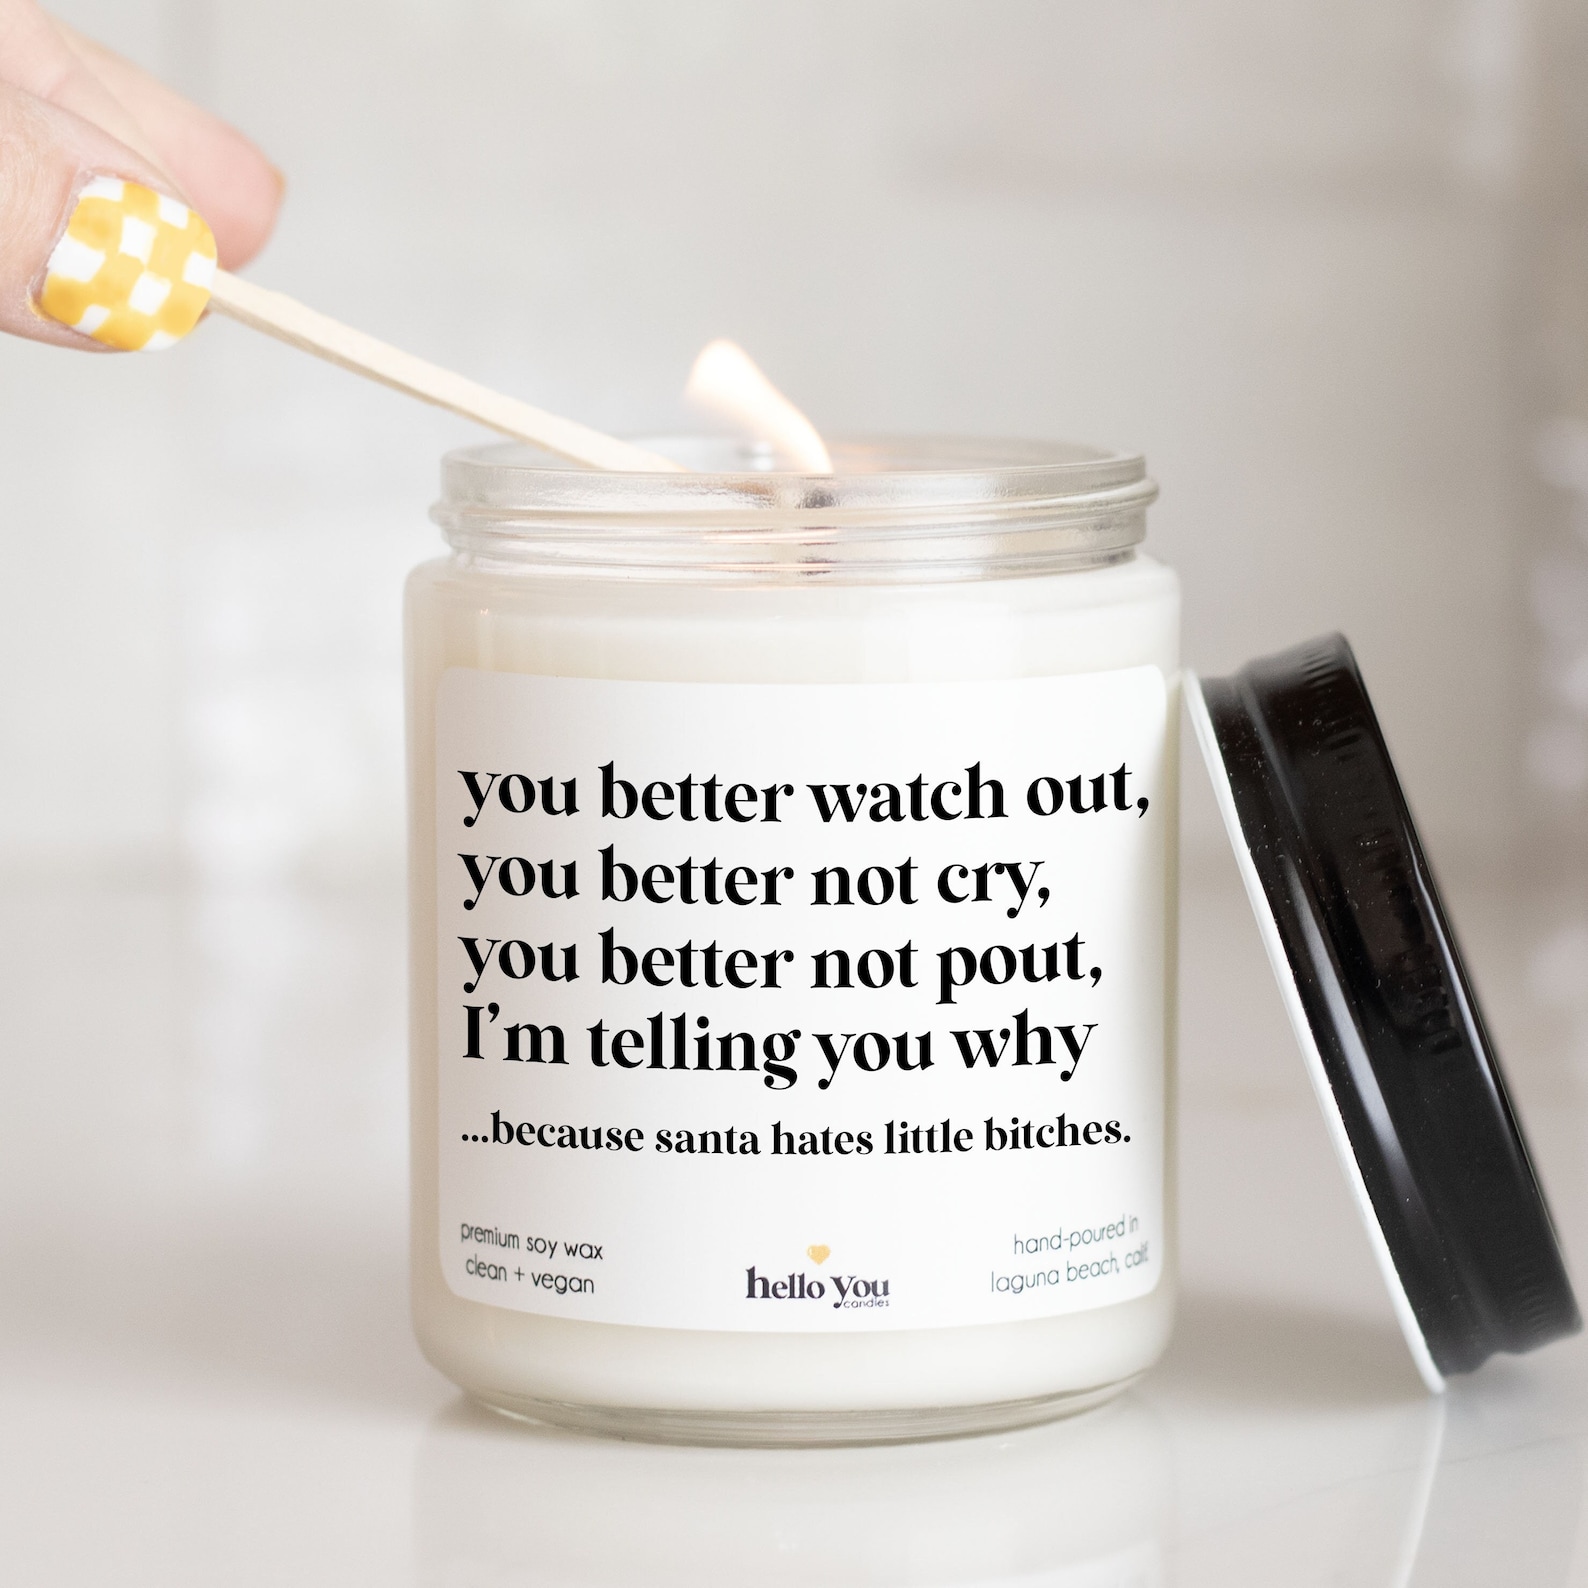 you better watch out,
you better not cry,
you better not pout,
I'm telling you why
...because santa hates little bitches.
premium soy wax
clean + vegan
hello you
candles
hand-poured in
laguna beach, calif.